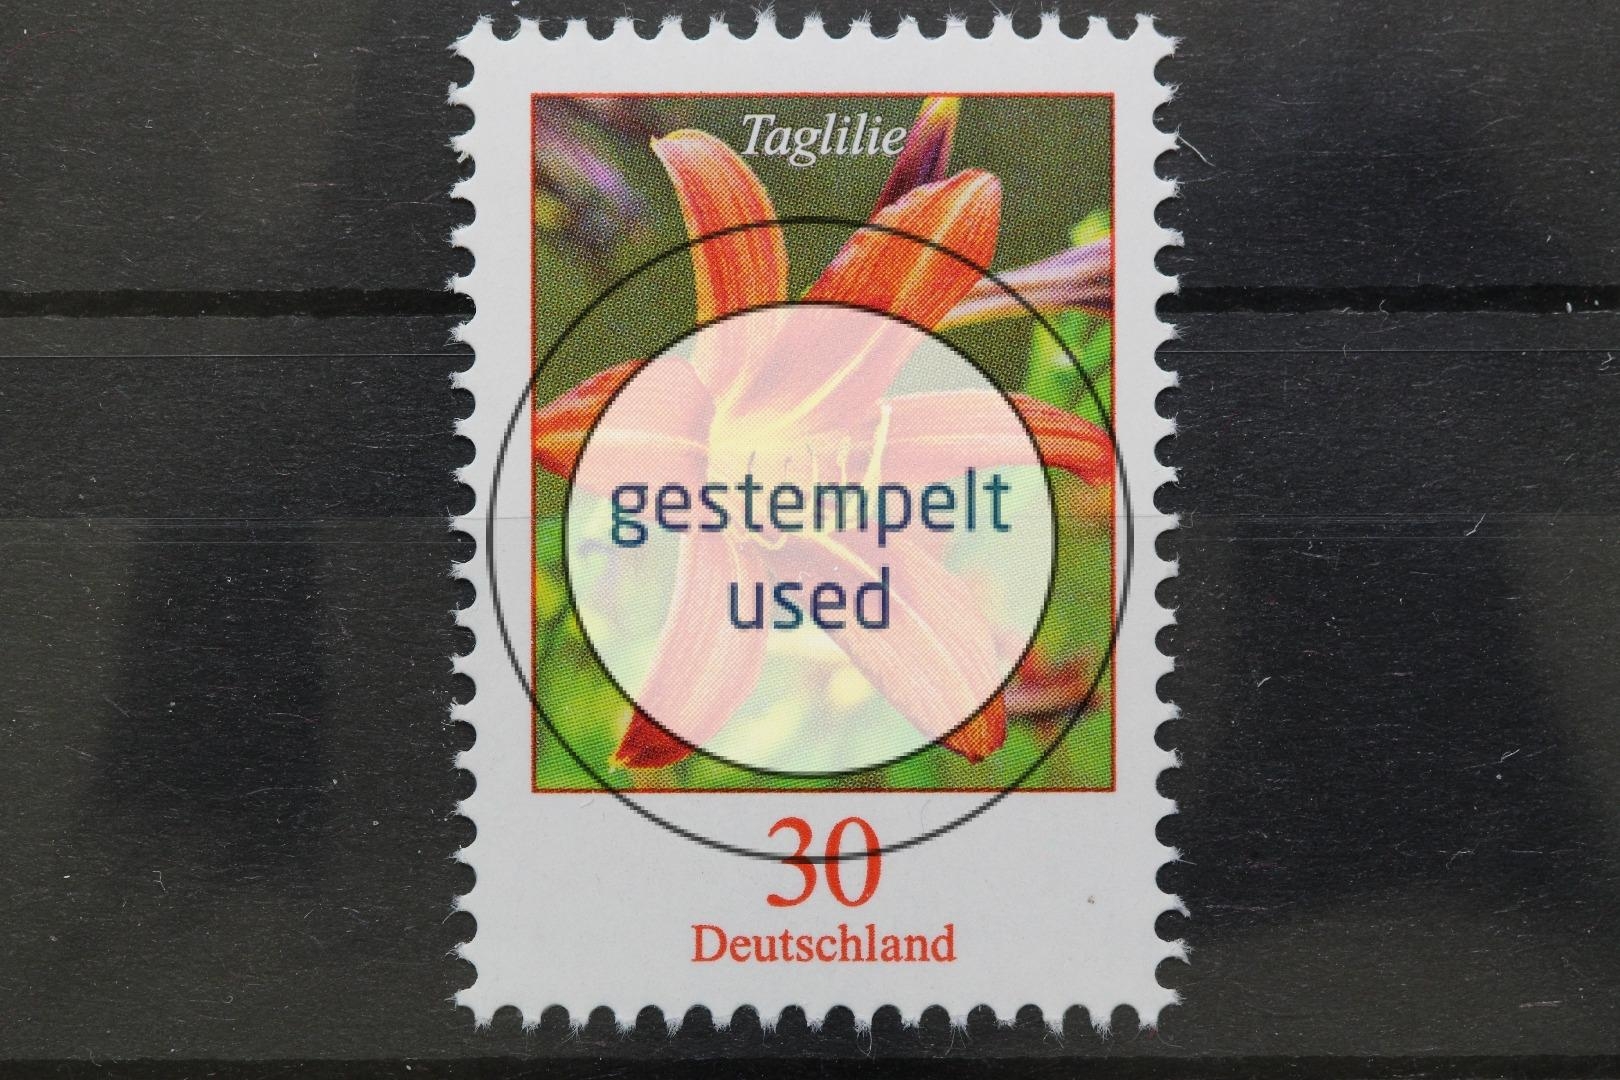 Taglilie
gestempelt
used
30
Deutschland